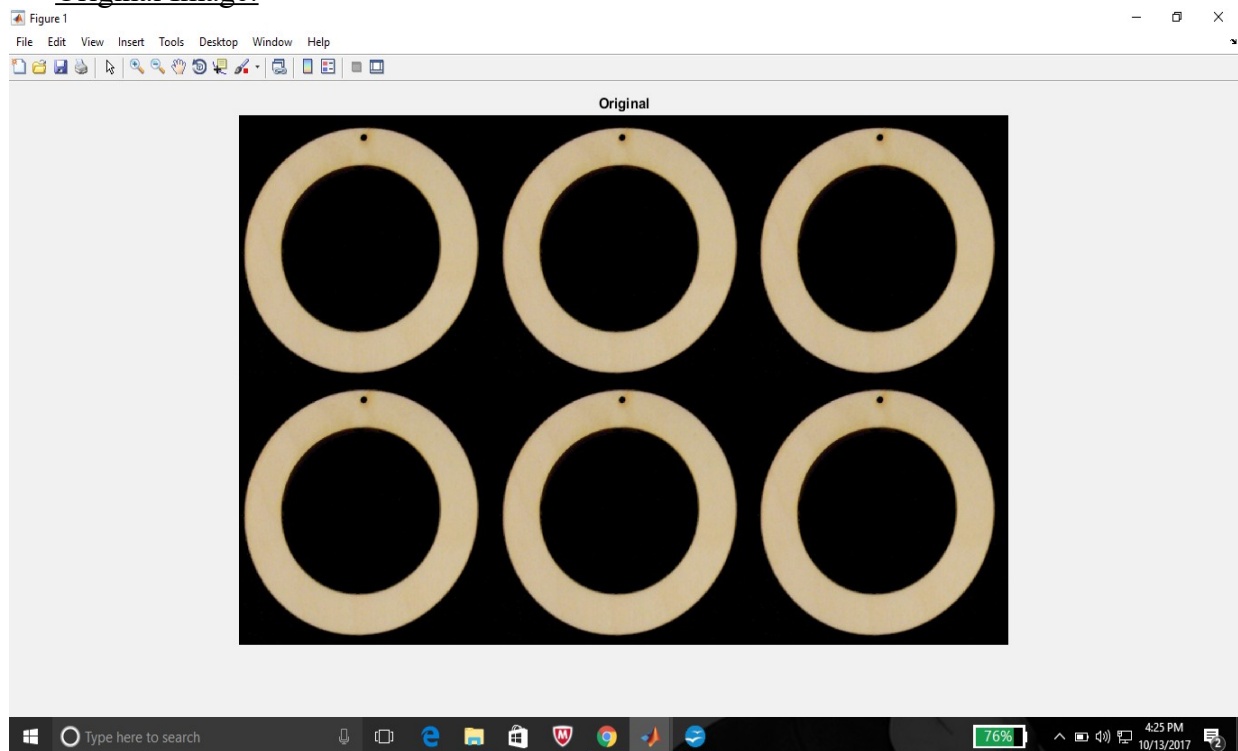 Original Image:
Figure 1
File Edit View Insert Tools Desktop Window Help
Original
Type here to search
76%
4:25 PM
10/13/2017
2